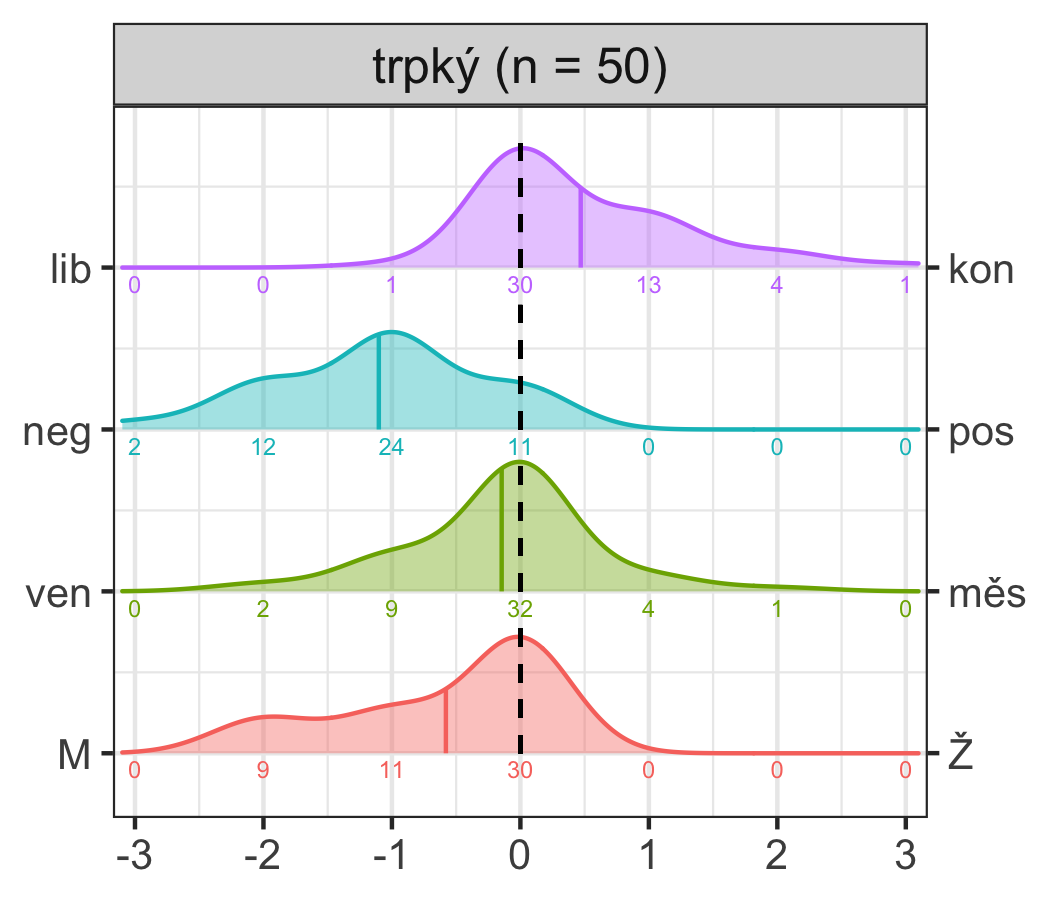 trpký (n = 50)
lib kon
0 0 1 30 13 4 1
neg pos
2 12 24 11 0 0 0
ven měs
0 2 9 32 4 1 0
M Ž
0 9 11 30 0 0 0
-3 -2 -1 0 1 2 3